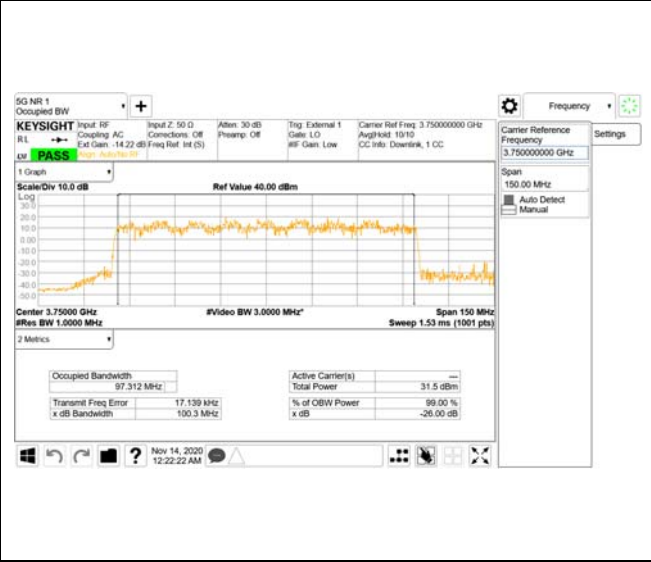 5G NR 1
Occupied BW
Frequency
KEYSIGHT
R L
PASS
Input: RF
Coupling: AC
Ext Gain: -14.22 dB
Align: Auto/No RF
Input Z: 50 Ω
Corrections: Off
Freq Ref: Int (S)
Atten: 30 dB
Preamp: Off
Trig: External 1
Gate: LO
#IF Gain: Low
Carrier Ref Freq: 3.750000000 GHz
Avg|Hold: 10/10
CC Info: Downlink, 1 CC
Carrier Reference
Frequency
3.750000000 GHz
Settings
Span
150.00 MHz
Auto Detect
Manual
1 Graph
Scale/Div 10.0 dB
Ref Value 40.00 dBm
Log
30.0
20.0
10.0
0.00
-10.0
-20.0
-30.0
-40.0
-50.0
Center 3.75000 GHz
#Video BW 3.0000 MHz*
Span 150 MHz
#Res BW 1.0000 MHz
Sweep 1.53 ms (1001 pts)
2 Metrics
Occupied Bandwidth
97.312 MHz
Active Carrier(s)
---
Total Power
31.5 dBm
Transmit Freq Error
17.139 kHz
% of OBW Power
99.00 %
x dB Bandwidth
100.3 MHz
x dB
-26.00 dB
?
Nov 14, 2020
12:22:22 AM